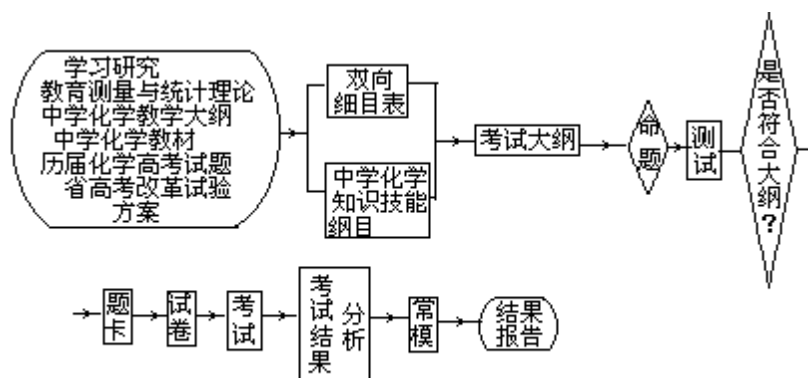 学习研究
教育测量与统计理论
中学化学教学大纲
中学化学教材
历届化学高考试题
省高考改革试验
方案
双向
细目表
中学化学
知识技能
纲目
考试大纲
命题
测试
是否符合大纲?
题卡
试卷
考试
考试结果
分析
常模
结果
报告